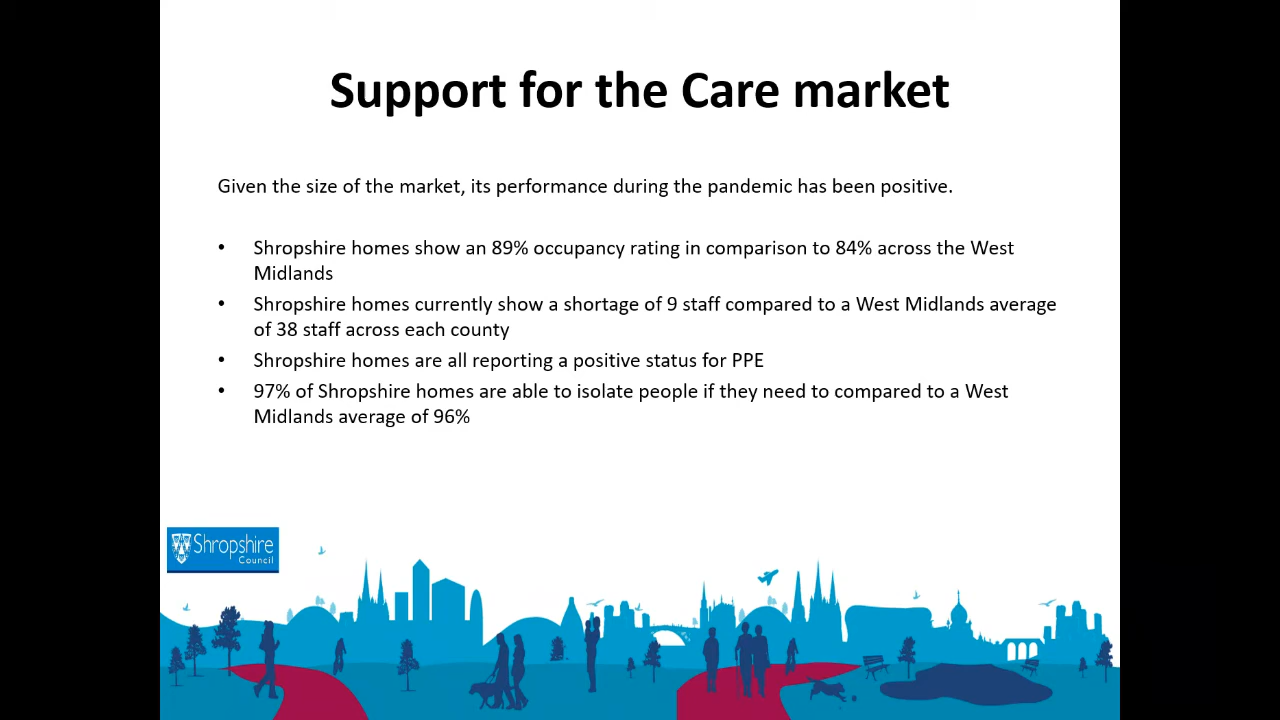 Support for the Care market
Given the size of the market, its performance during the pandemic has been positive.
• Shropshire homes show an 89% occupancy rating in comparison to 84% across the West
Midlands
• Shropshire homes currently show a shortage of 9 staff compared to a West Midlands average
of 38 staff across each county
• Shropshire homes are all reporting a positive status for PPE
• 97% of Shropshire homes are able to isolate people if they need to compared to a West
Midlands average of 96%
Shropshire
Council